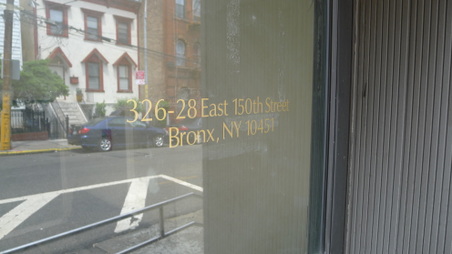 326-28 East 150th Street
Bronx, NY 10451